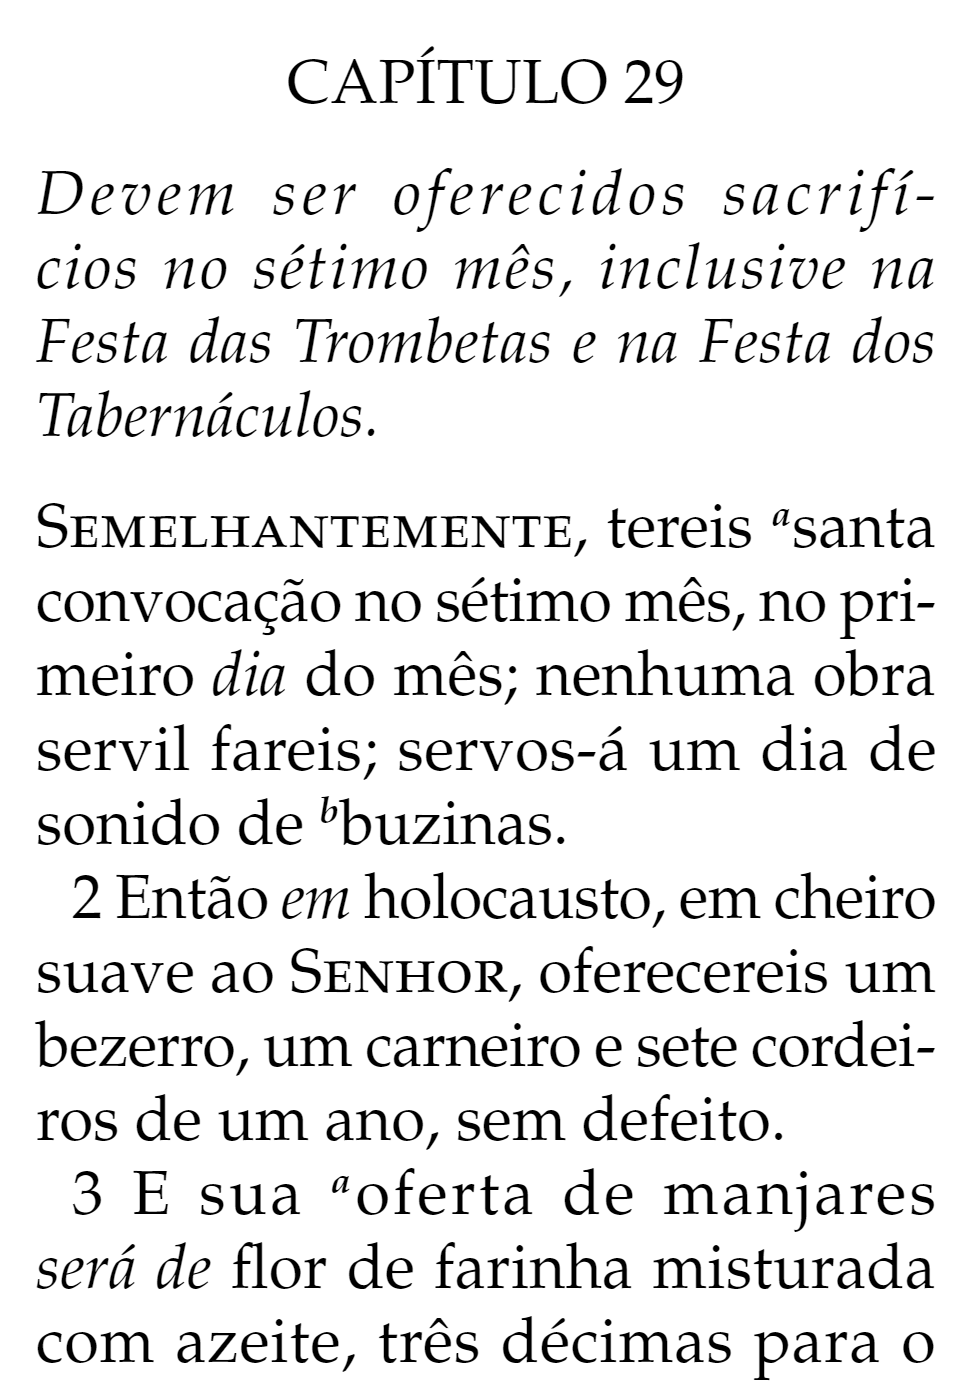 CAPÍTULO 29
Devem ser oferecidos sacrifí-
cios no sétimo mês, inclusive na
Festa das Trombetas e na Festa dos
Tabernáculos.
SEMELHANTEMENTE, tereis ªsanta
convocação no sétimo mês, no pri-
meiro dia do mês; nenhuma obra
servil fareis; servos-á um dia de
sonido de ᵇbuzinas.
2 Então em holocausto, em cheiro
suave ao SENHOR, oferecereis um
bezerro, um carneiro e sete cordei-
ros de um ano, sem defeito.
3 E sua ªoferta de manjares
será de flor de farinha misturada
com azeite, três décimas para o